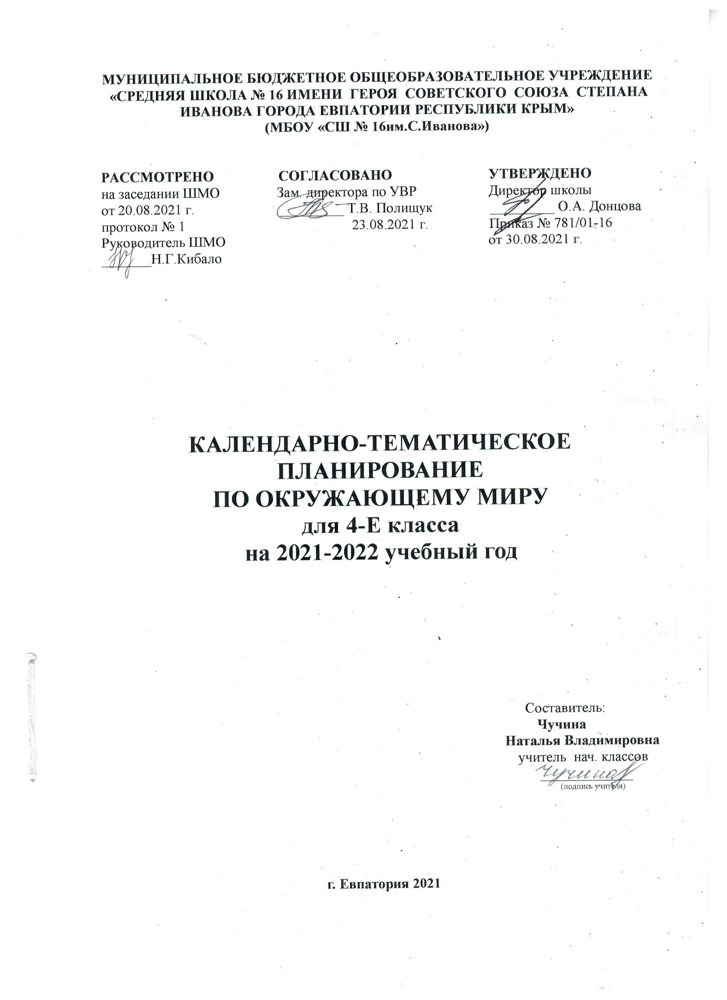 МУНИЦИПАЛЬНОЕ БЮДЖЕТНОЕ ОБЩЕОБРАЗОВАТЕЛЬНОЕ УЧРЕЖДЕНИЕ
«СРЕДНЯЯ ШКОЛА № 16 ИМЕНИ ГЕРОЯ СОВЕТСКОГО СОЮЗА СТЕПАНА
ИВАНОВА ГОРОДА ЕВПАТОРИИ РЕСПУБЛИКИ КРЫМ»
(МБОУ «СШ № 16им.С.Иванова»)
РАССМОТРЕНО
на заседании ШМО
от 20.08.2021 г.
протокол № 1
Руководитель ШМО
Н.Г.Кибало
СОГЛАСОВАНО
Зам. директора по УВР
Т.В. Полищук
23.08.2021 г.
УТВЕРЖДЕНО
Директор школы
О.А. Донцова
Приказ № 781/01-16
от 30.08.2021 г.
КАЛЕНДАРНО-ТЕМАТИЧЕСКОЕ
ПЛАНИРОВАНИЕ
ПО ОКРУЖАЮЩЕМУ МИРУ
для 4-Е класса
на 2021-2022 учебный год
Составитель:
Чучина
Наталья Владимировна
учитель нач. классов
Чучина
(подпись учителя)
г. Евпатория 2021